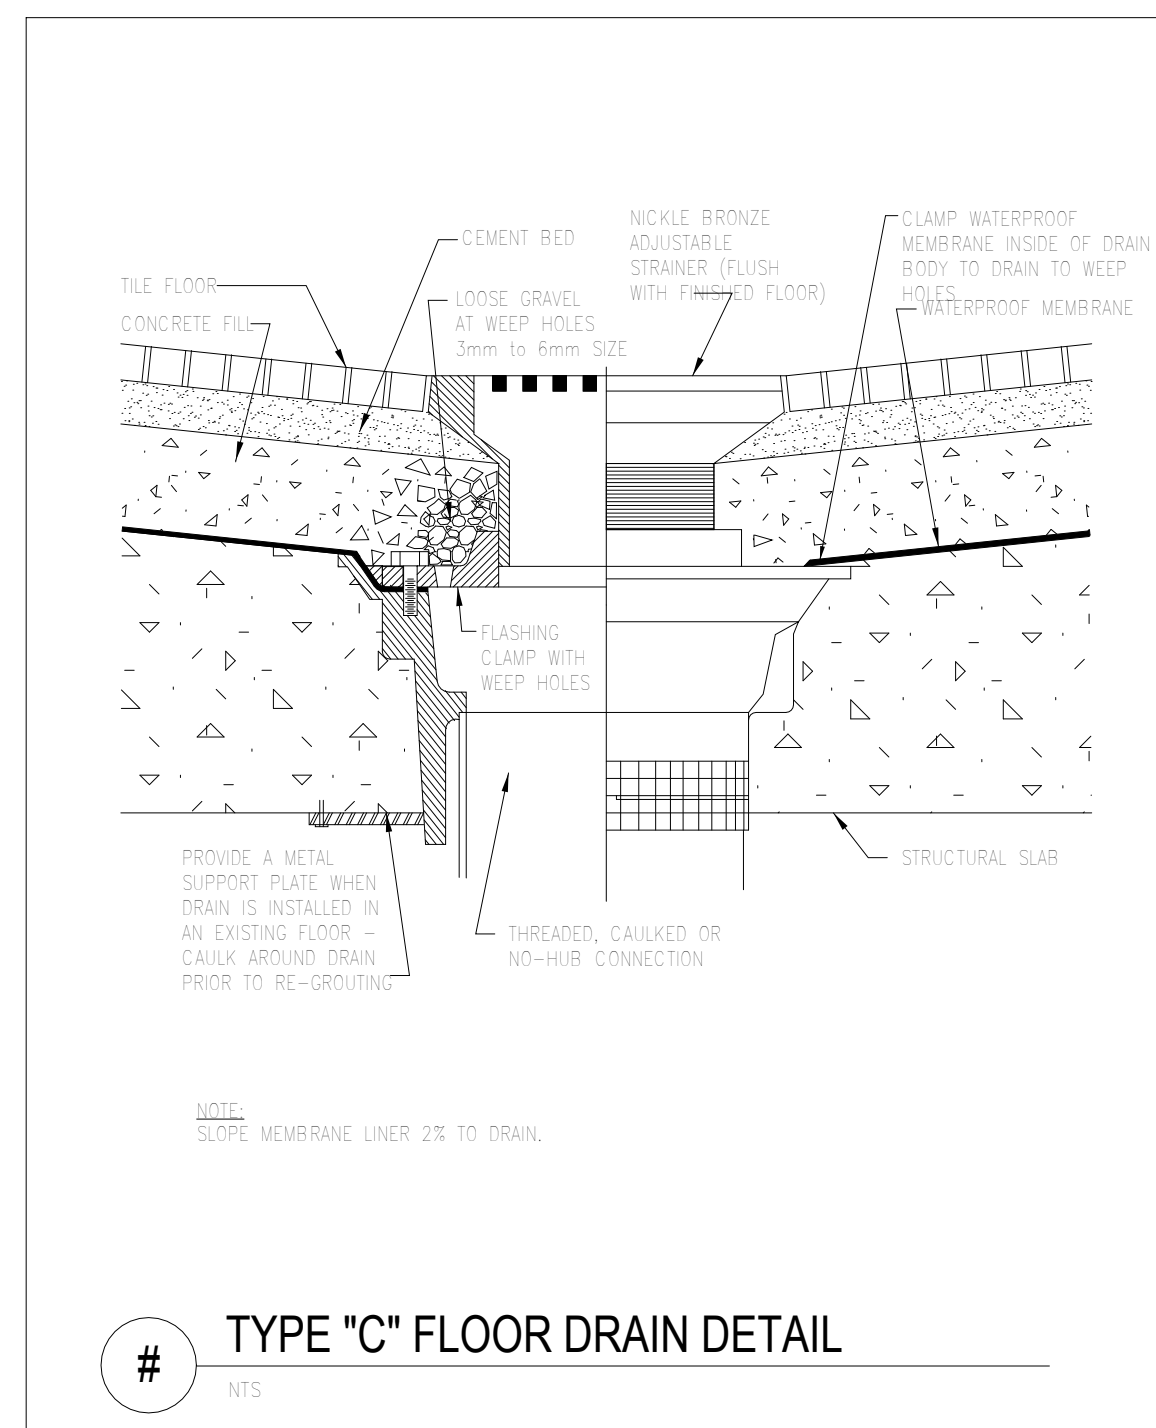 NICKLE BRONZE
ADJUSTABLE
STRAINER (FLUSH
WITH FINISHED FLOOR)
CLAMP WATERPROOF
MEMBRANE INSIDE OF DRAIN
BODY TO DRAIN TO WEEP
HOLES
WATERPROOF MEMBRANE
CEMENT BED
TILE FLOOR
CONCRETE FILL
LOOSE GRAVEL
AT WEEP HOLES
3mm to 6mm SIZE
FLASHING
CLAMP WITH
WEEP HOLES
PROVIDE A METAL
SUPPORT PLATE WHEN
DRAIN IS INSTALLED IN
AN EXISTING FLOOR –
CAULK AROUND DRAIN
PRIOR TO RE-GROUTING
STRUCTURAL SLAB
THREADED, CAULKED OR
NO-HUB CONNECTION
NOTE:
SLOPE MEMBRANE LINER 2% TO DRAIN.
# TYPE "C" FLOOR DRAIN DETAIL
NTS